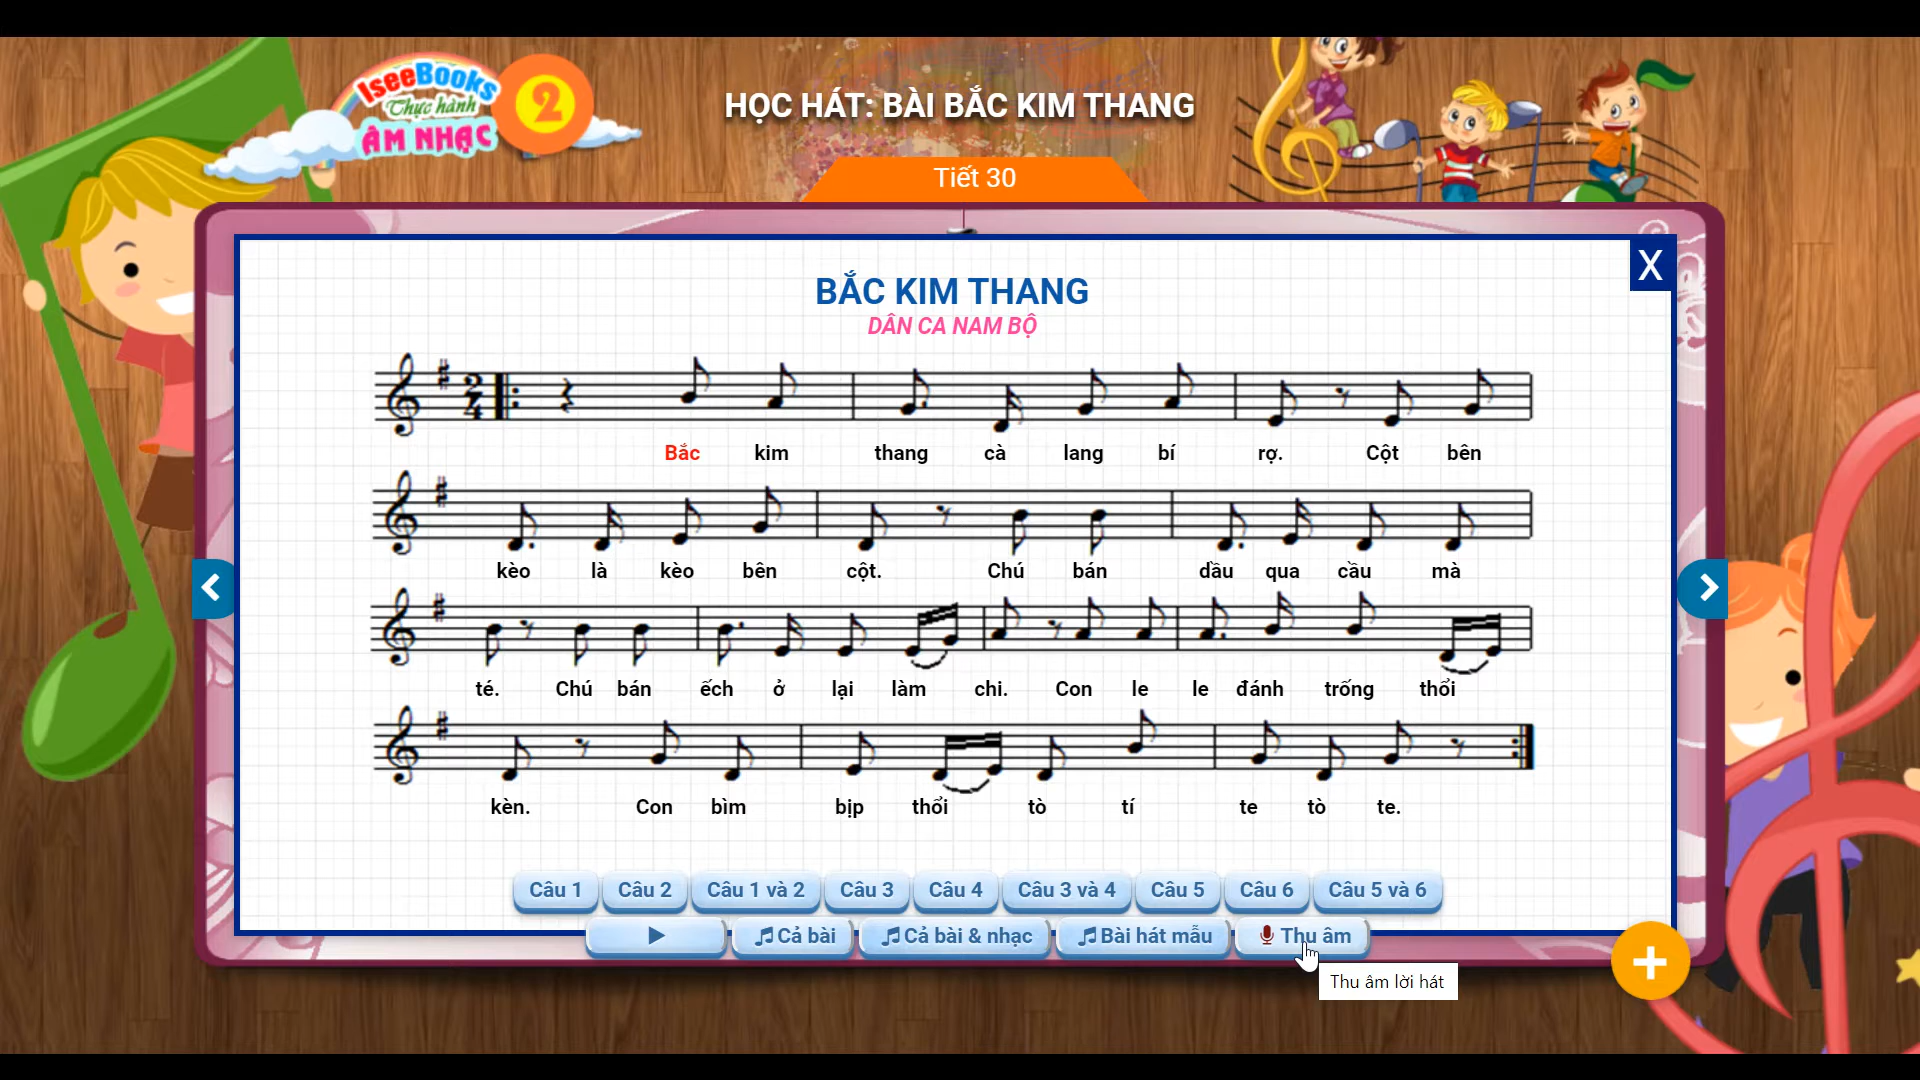 IseeBooks
Thực hành
ÂM NHẠC
2
HỌC HÁT: BÀI BẮC KIM THANG
Tiết 30
X
BẮC KIM THANG
DÂN CA NAM BỘ
2
4
Bắc kim thang cà lang bí rợ. Cột bên
kèo là kèo bên cột. Chú bán dầu qua cầu mà
té. Chú bán ếch ở lại làm chi. Con le le đánh trống thổi
kèn. Con bìm bịp thổi tò tí te tò te.
Câu 1 Câu 2 Câu 1 và 2 Câu 3 Câu 4 Câu 3 và 4 Câu 5 Câu 6 Câu 5 và 6
Cả bài Cả bài & nhạc Bài hát mẫu Thu âm
Thu âm lời hát